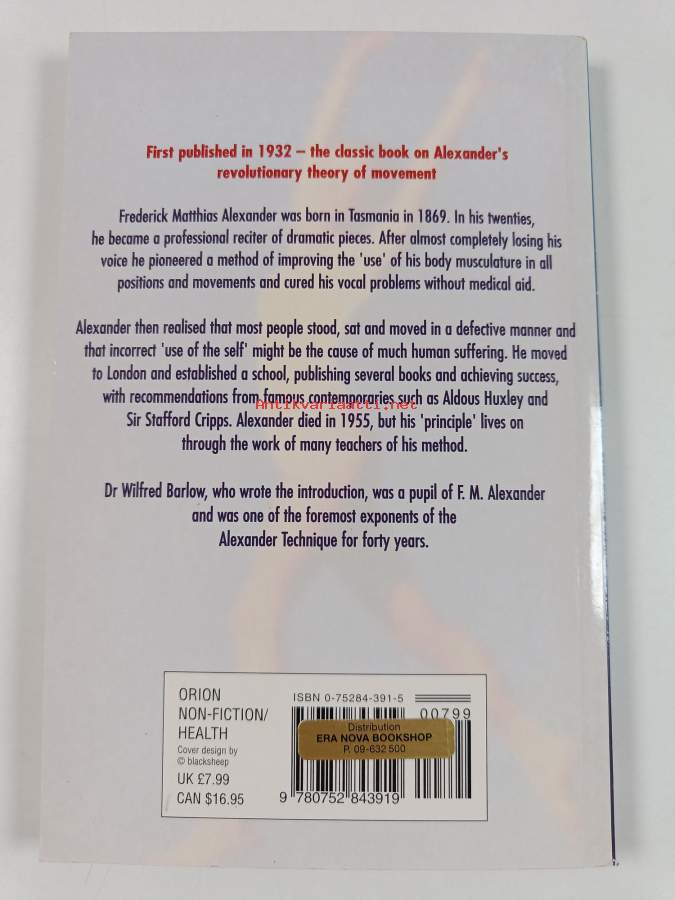 First published in 1932 – the classic book on Alexander's
revolutionary theory of movement
Frederick Matthias Alexander was born in Tasmania in 1869. In his twenties,
he became a professional reciter of dramatic pieces. After almost completely losing his
voice he pioneered a method of improving the 'use' of his body musculature in all
positions and movements and cured his vocal problems without medical aid.
Alexander then realised that most people stood, sat and moved in a defective manner and
that incorrect 'use of the self' might be the cause of much human suffering. He moved
to London and established a school, publishing several books and achieving success,
with recommendations from famous contemporaries such as Aldous Huxley and
Antikvariaatti.net
Sir Stafford Cripps. Alexander died in 1955, but his 'principle' lives on
through the work of many teachers of his method.
Dr Wilfred Barlow, who wrote the introduction, was a pupil of F. M. Alexander
and was one of the foremost exponents of the
Alexander Technique for forty years.
ORION
NON-FICTION/
HEALTH
Cover design by
© blacksheep
UK £7.99
CAN $16.95
ISBN 0-75284-391-5
00799
Distribution
ERA NOVA BOOKSHOP
P. 09-632 500
9 780752 843919